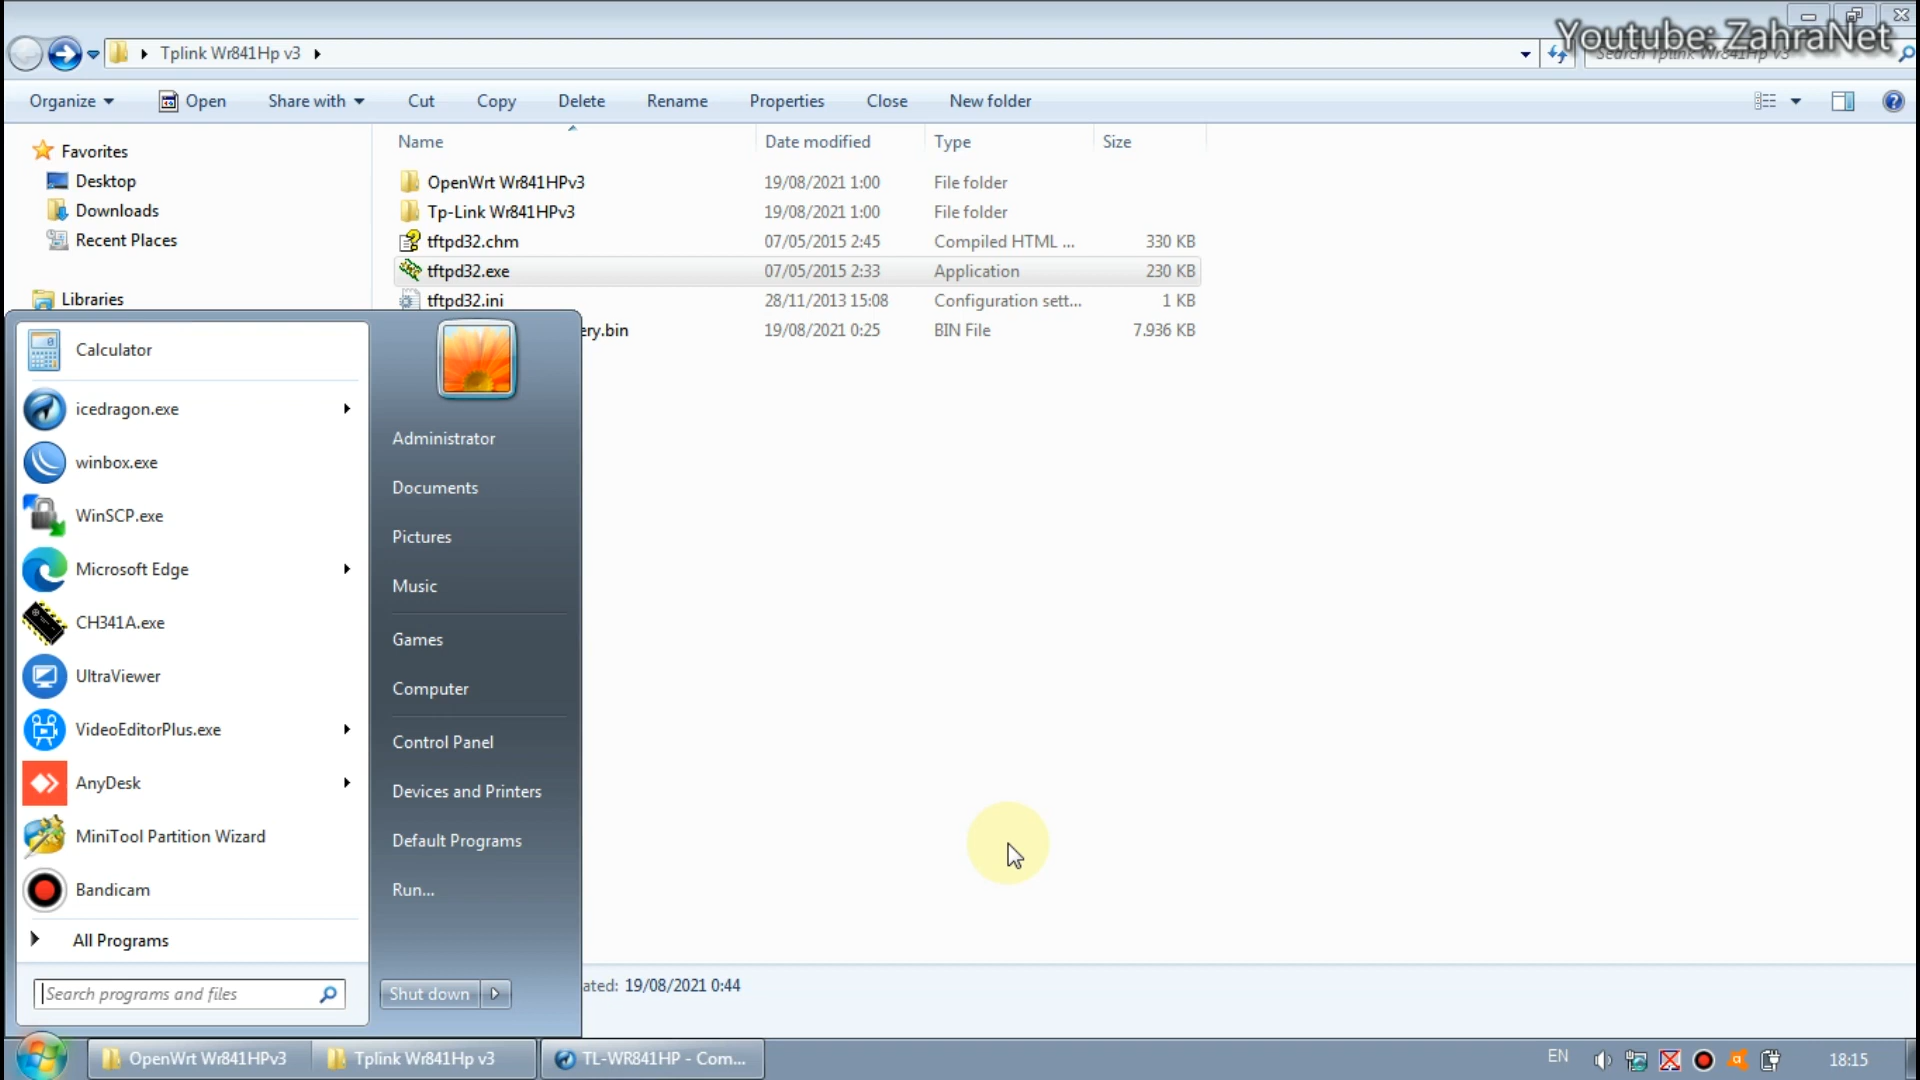 Youtube: ZahraNet
Tplink Wr841Hp v3
Search Tplink Wr841Hp v3
Organize
Open
Share with
Cut
Copy
Delete
Rename
Properties
Close
New folder
Favorites
Desktop
Downloads
Recent Places
Libraries
Name Date modified Type Size
OpenWrt Wr841HPv3 19/08/2021 1:00 File folder
Tp-Link Wr841HPv3 19/08/2021 1:00 File folder
tftpd32.chm 07/05/2015 2:45 Compiled HTML ... 330 KB
tftpd32.exe 07/05/2015 2:33 Application 230 KB
tftpd32.ini 28/11/2013 15:08 Configuration sett... 1 KB
ery.bin 19/08/2021 0:25 BIN File 7.936 KB
Calculator
icedragon.exe
winbox.exe
WinSCP.exe
Microsoft Edge
CH341A.exe
UltraViewer
VideoEditorPlus.exe
AnyDesk
MiniTool Partition Wizard
Bandicam
All Programs
Search programs and files
Administrator
Documents
Pictures
Music
Games
Computer
Control Panel
Devices and Printers
Default Programs
Run...
Shut down
ated: 19/08/2021 0:44
OpenWrt Wr841HPv3
Tplink Wr841Hp v3
TL-WR841HP - Com...
EN
18:15